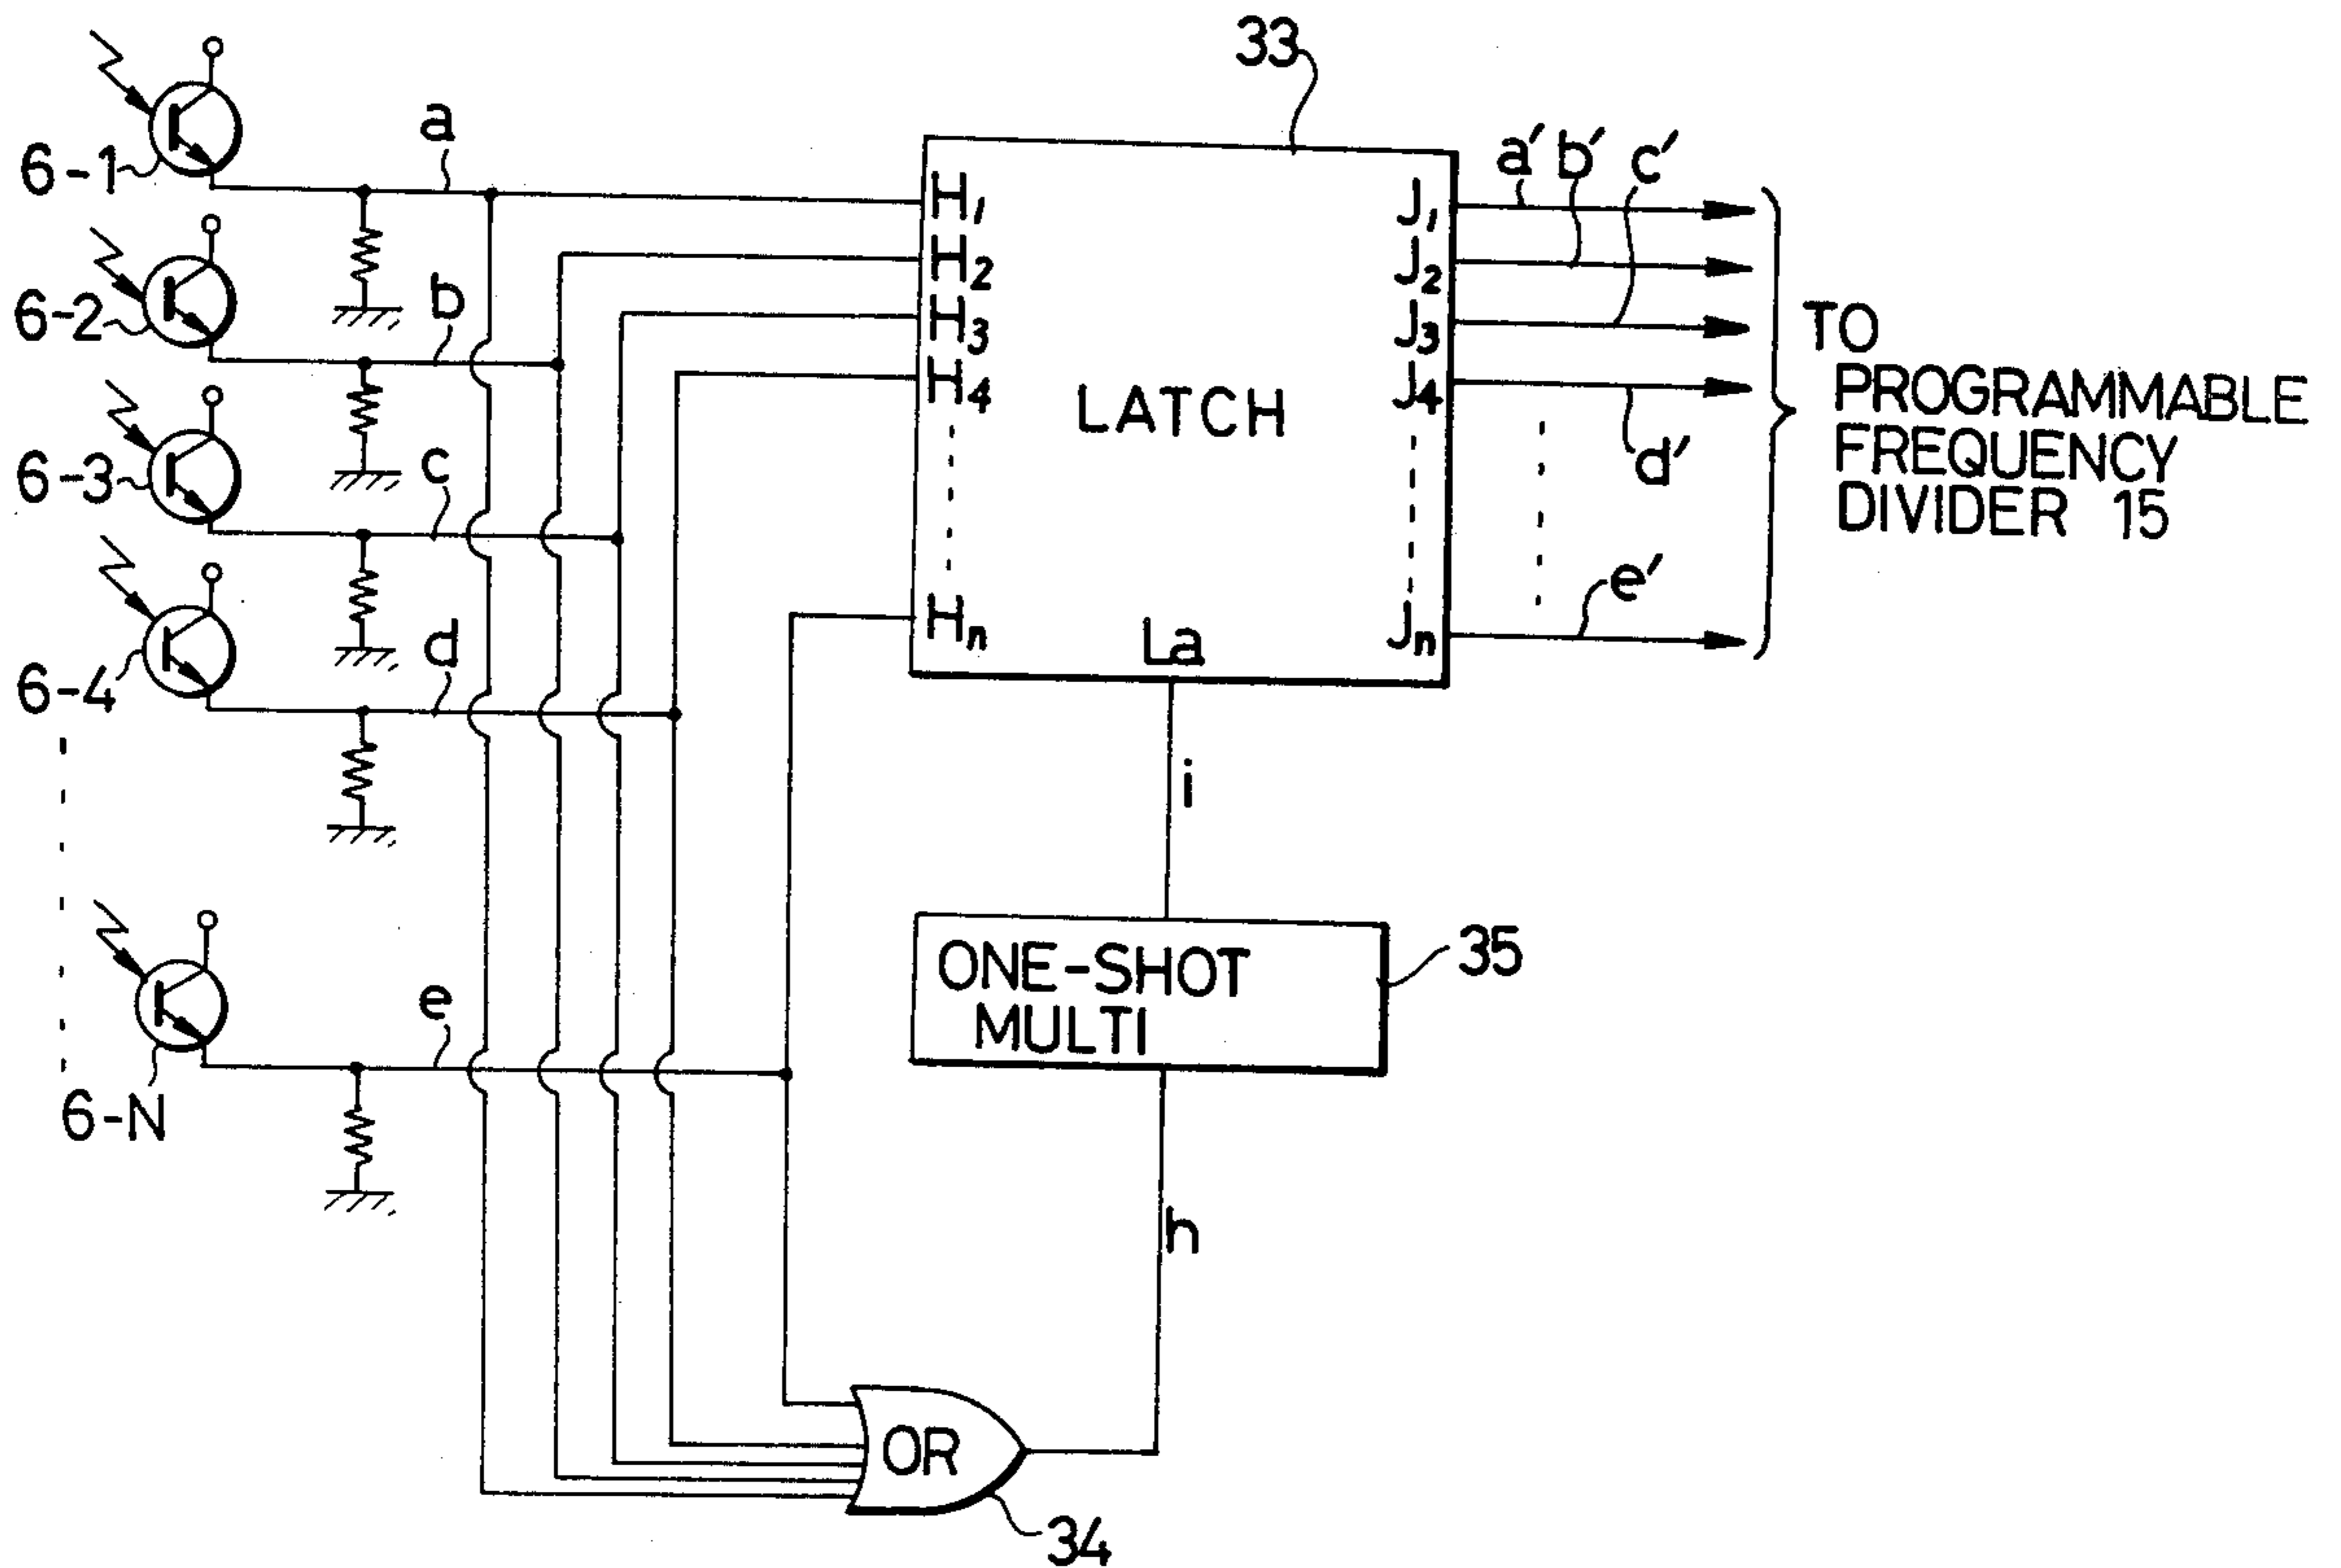 33
a
a' b' c'
6-1
H1
J1
H2
J2
b
6-2
H3
J3
TO
PROGRAMMABLE
FREQUENCY
DIVIDER 15
H4
J4
LATCH
c
d'
6-3
e'
d
Hn
La
Jn
6-4
i
ONE-SHOT
MULTI
35
e
6-N
h
OR
34